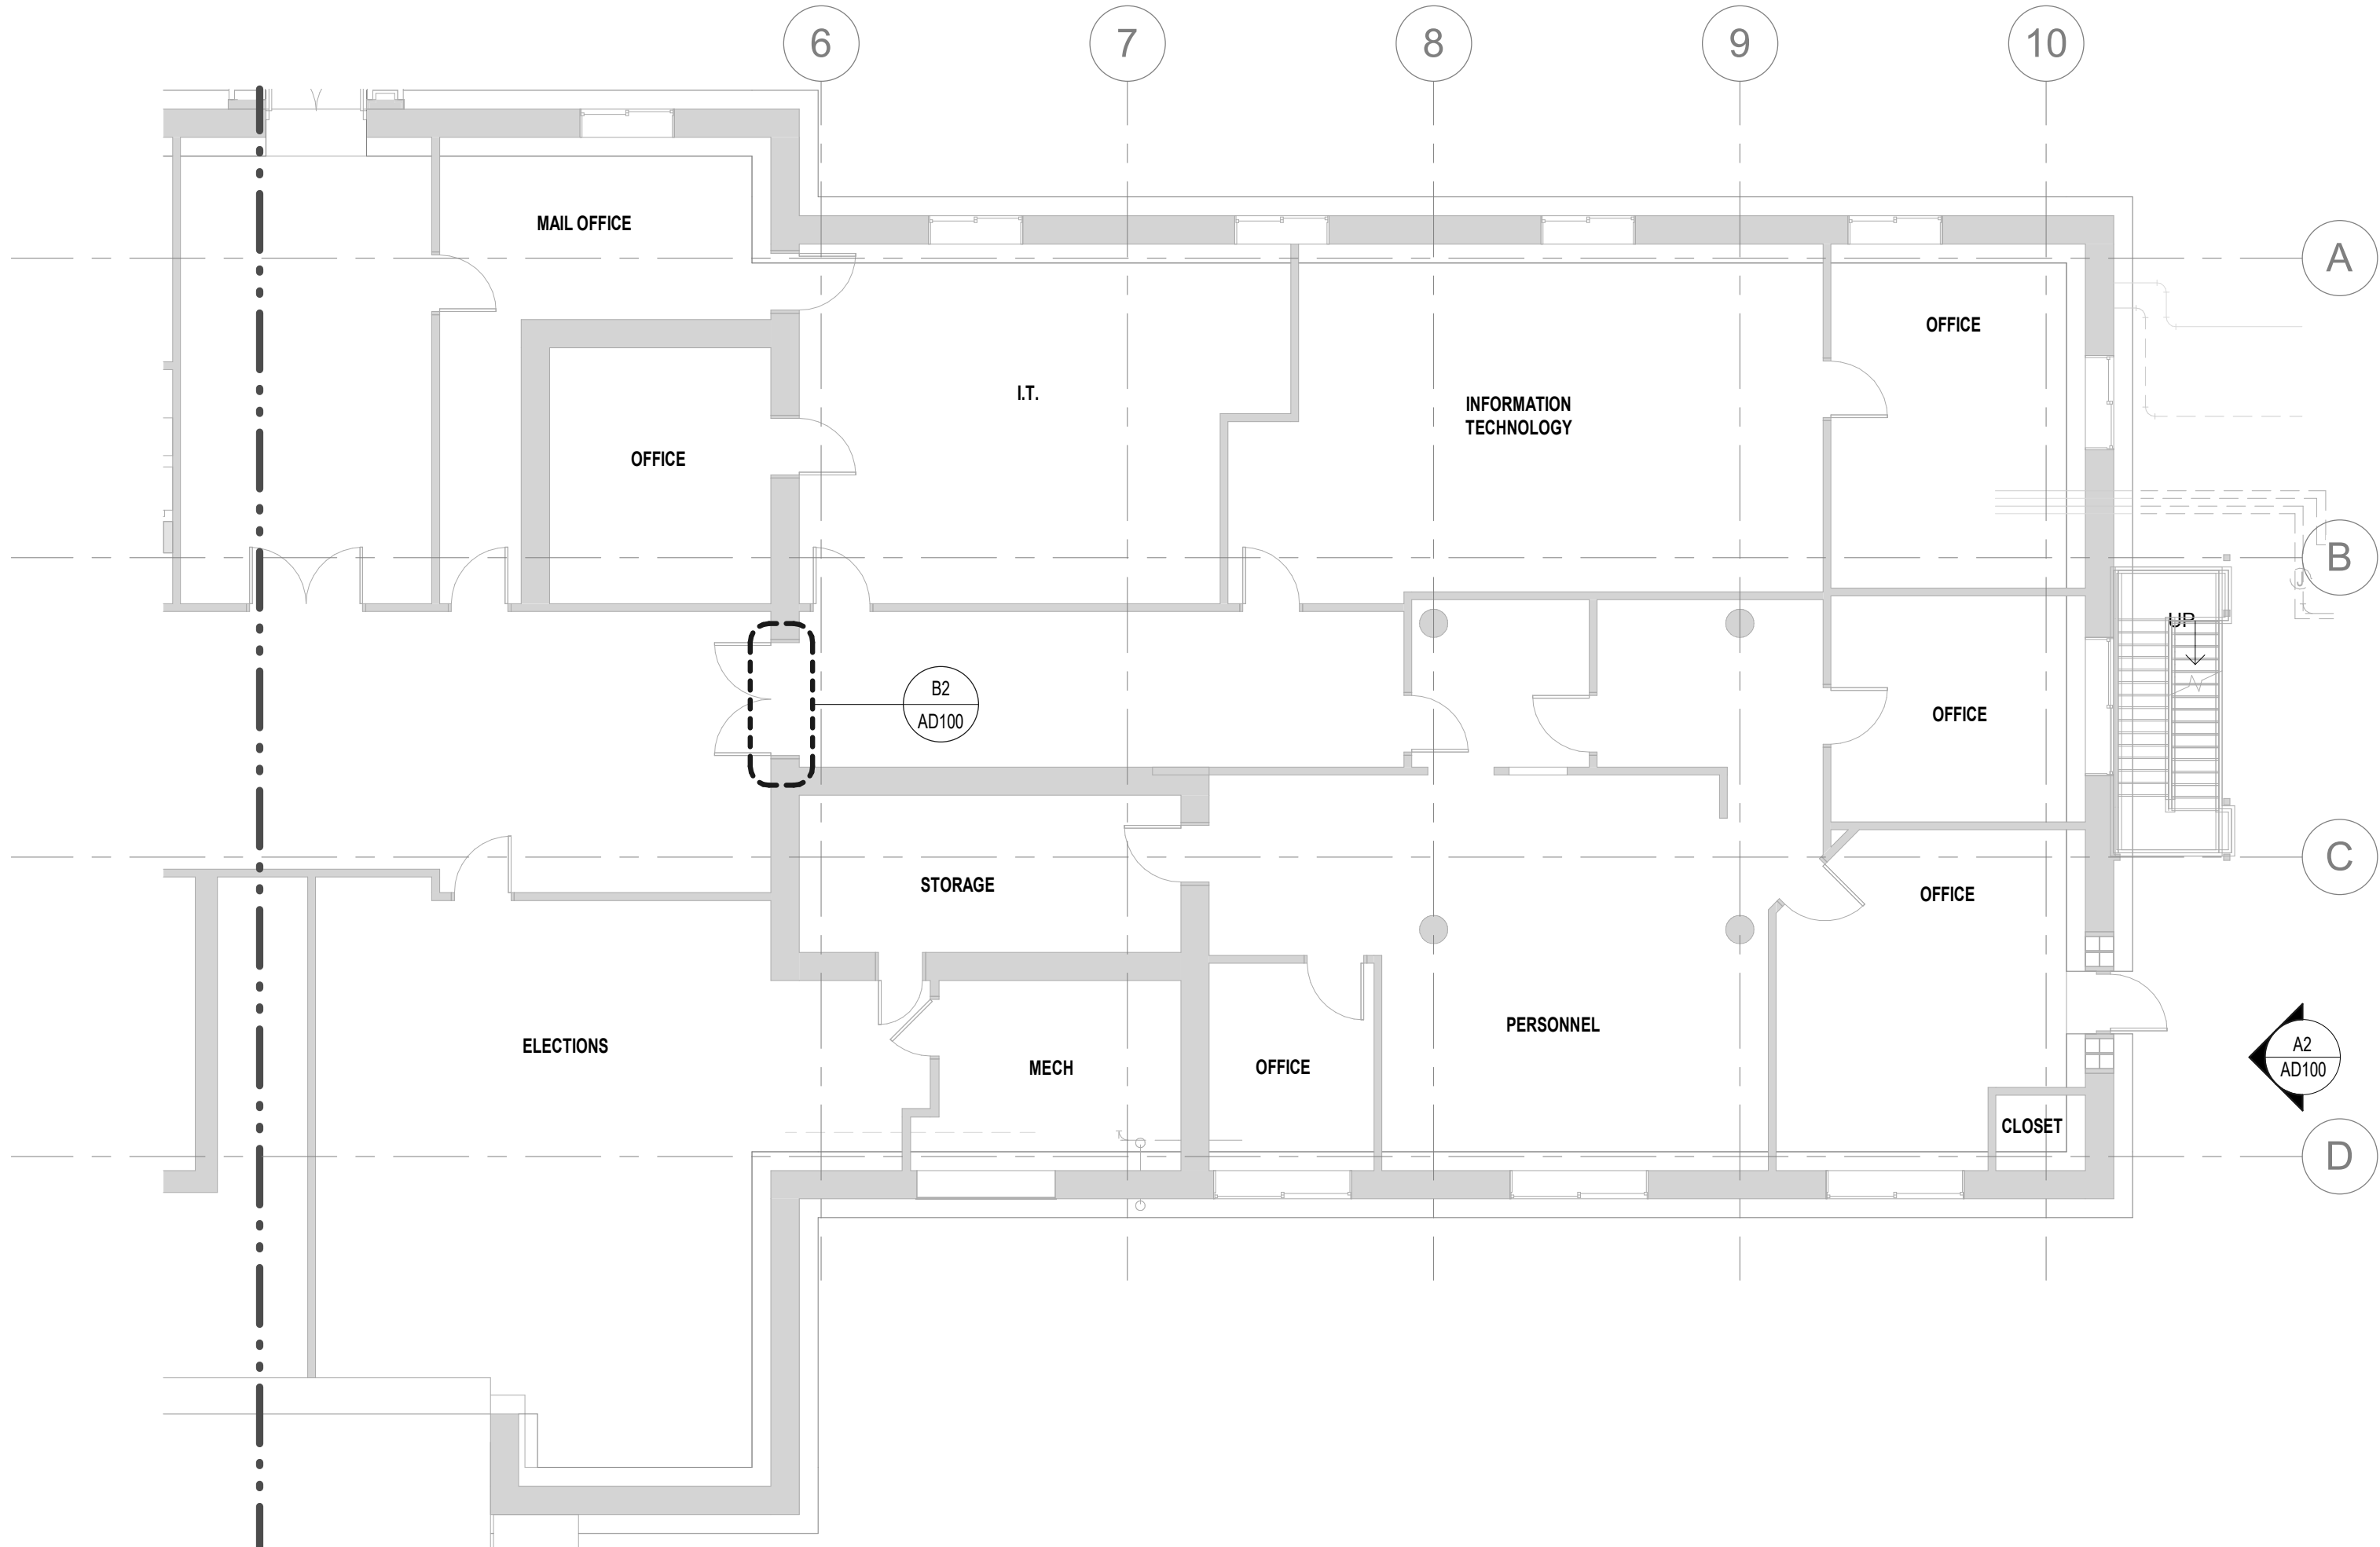 6
7
8
9
10
MAIL OFFICE
A
OFFICE
I.T.
INFORMATION
TECHNOLOGY
OFFICE
B
UP
B2
AD100
OFFICE
C
STORAGE
OFFICE
PERSONNEL
ELECTIONS
MECH
OFFICE
A2
AD100
CLOSET
D